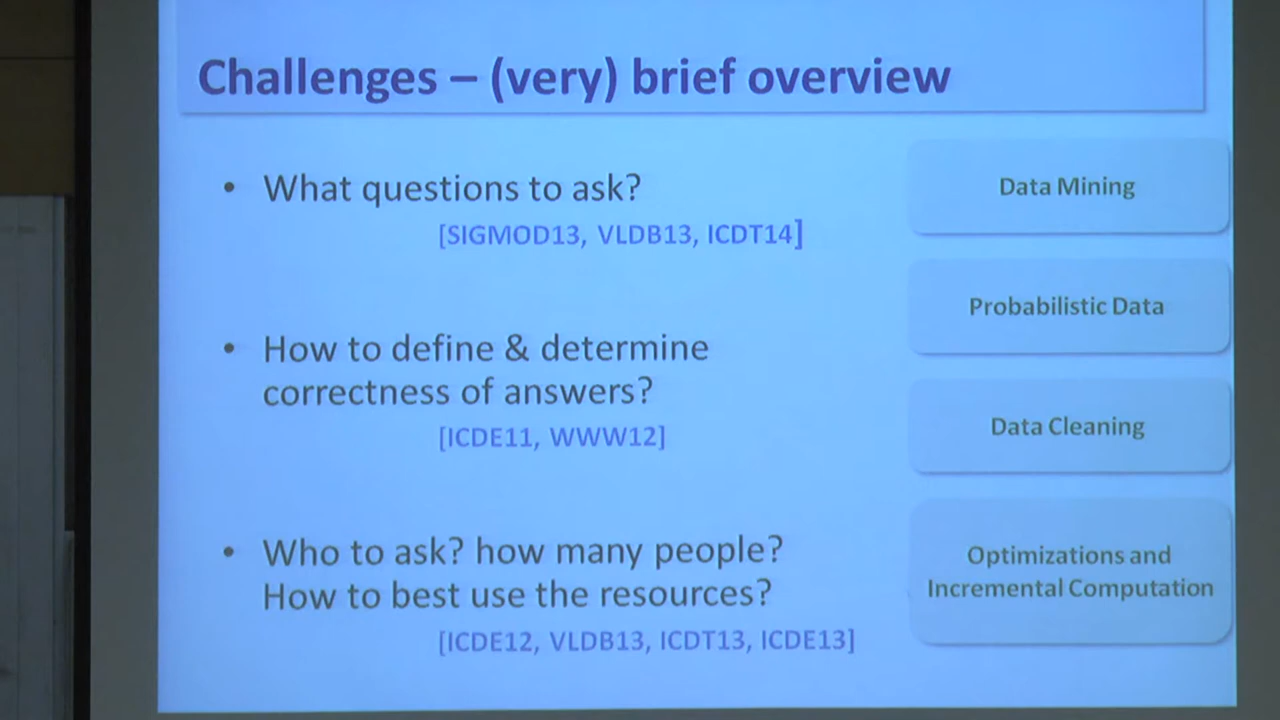 Challenges – (very) brief overview
• What questions to ask?
[SIGMOD13, VLDB13, ICDT14]
• How to define & determine
correctness of answers?
[ICDE11, WWW12]
• Who to ask? how many people?
How to best use the resources?
[ICDE12, VLDB13, ICDT13, ICDE13]
Data Mining
Probabilistic Data
Data Cleaning
Optimizations and
Incremental Computation